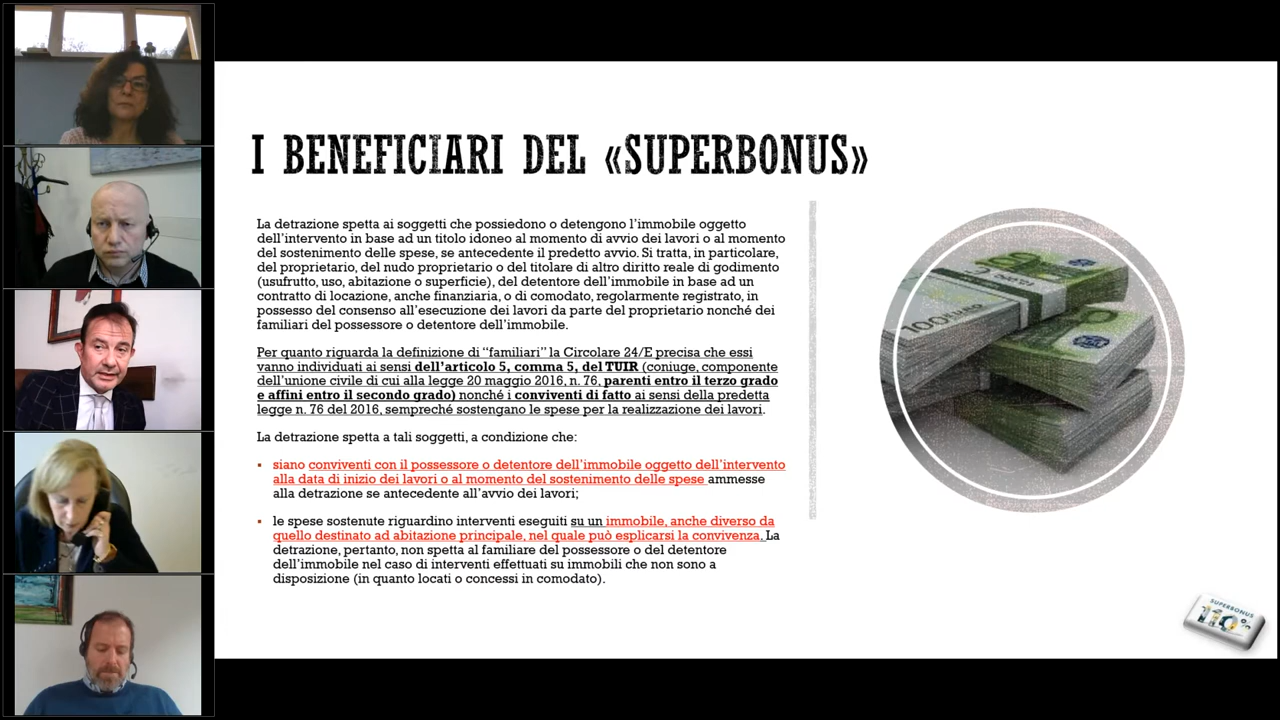 I BENEFICIARI DEL «SUPERBONUS»
La detrazione spetta ai soggetti che possiedono o detengono l’immobile oggetto
dell’intervento in base ad un titolo idoneo al momento di avvio dei lavori o al momento
del sostenimento delle spese, se antecedente il predetto avvio. Si tratta, in particolare,
del proprietario, del nudo proprietario o del titolare di altro diritto reale di godimento
(usufrutto, uso, abitazione o superficie), del detentore dell’immobile in base ad un
contratto di locazione, anche finanziaria, o di comodato, regolarmente registrato, in
possesso del consenso all’esecuzione dei lavori da parte del proprietario nonché dei
familiari del possessore o detentore dell’immobile.
Per quanto riguarda la definizione di “familiari” la Circolare 24/E precisa che essi
vanno individuati ai sensi dell’articolo 5, comma 5, del TUIR (coniuge, componente
dell’unione civile di cui alla legge 20 maggio 2016, n. 76, parenti entro il terzo grado
e affini entro il secondo grado) nonché i conviventi di fatto ai sensi della predetta
legge n. 76 del 2016, sempreché sostengano le spese per la realizzazione dei lavori.
La detrazione spetta a tali soggetti, a condizione che:
▪ siano conviventi con il possessore o detentore dell’immobile oggetto dell’intervento
alla data di inizio dei lavori o al momento del sostenimento delle spese ammesse
alla detrazione se antecedente all’avvio dei lavori;
▪ le spese sostenute riguardino interventi eseguiti su un immobile, anche diverso da
quello destinato ad abitazione principale, nel quale può esplicarsi la convivenza. La
detrazione, pertanto, non spetta al familiare del possessore o del detentore
dell’immobile nel caso di interventi effettuati su immobili che non sono a
disposizione (in quanto locati o concessi in comodato).
100 EURO
SUPERBONUS
110%